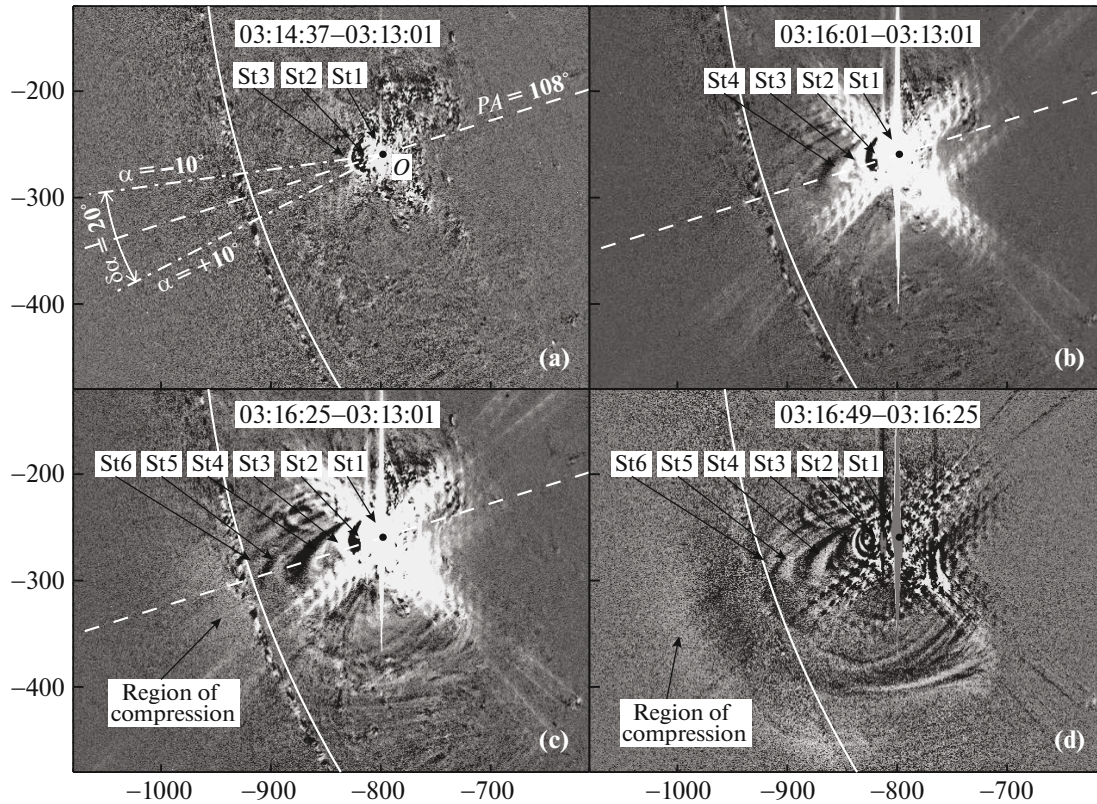 03:14:37–03:13:01
St3 St2 St1
PA = 108°
O
α = –10°
δα = 20°
α = +10°
(a)
–200
–300
–400
03:16:01–03:13:01
St4 St3 St2 St1
(b)
03:16:25–03:13:01
St6 St5 St4 St3 St2 St1
Region of
compression
(c)
–200
–300
–400
03:16:49–03:16:25
St6 St5 St4 St3 St2 St1
Region of
compression
(d)
–1000 –900 –800 –700
–1000 –900 –800 –700